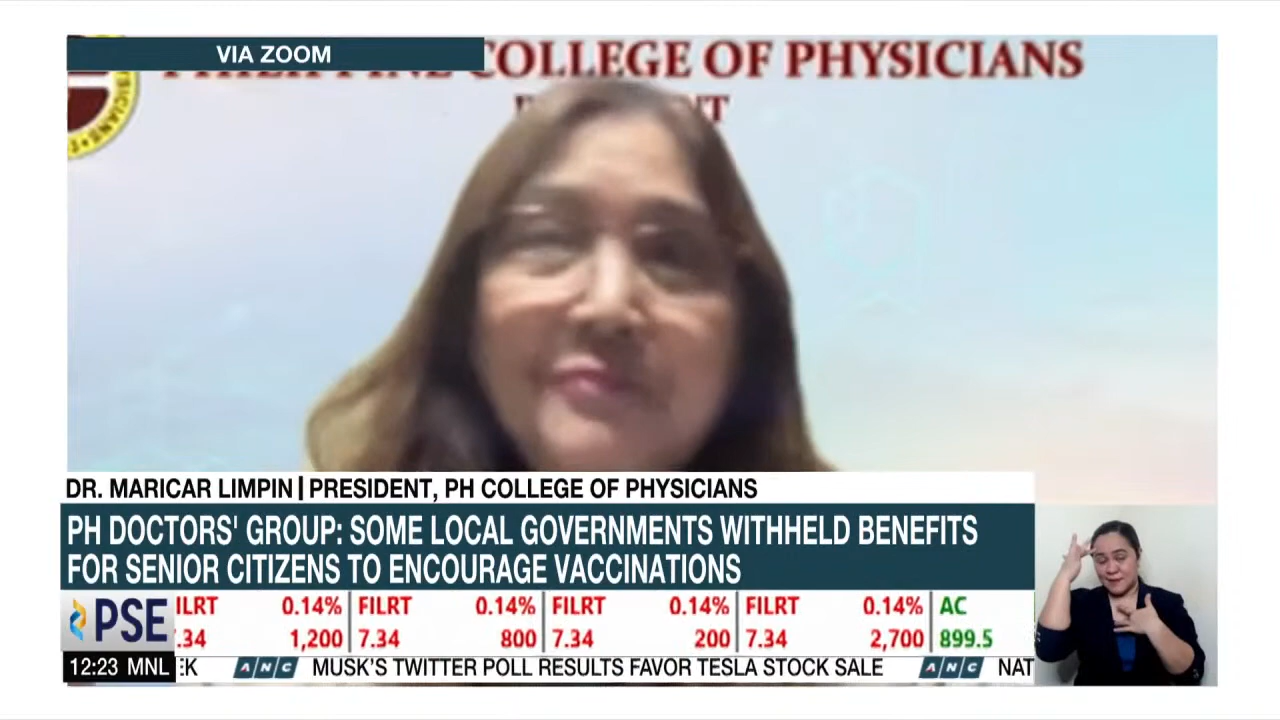 VIA ZOOM
COLLEGE OF PHYSICIANS
DR. MARICAR LIMPIN | PRESIDENT, PH COLLEGE OF PHYSICIANS
PH DOCTORS' GROUP: SOME LOCAL GOVERNMENTS WITHHELD BENEFITS
FOR SENIOR CITIZENS TO ENCOURAGE VACCINATIONS
PSE
ILRT 0.14% FILRT 0.14% FILRT 0.14% FILRT 0.14% AC
.34 1,200 7.34 800 7.34 200 7.34 2,700 899.5
12:23 MNL EK ANC MUSK'S TWITTER POLL RESULTS FAVOR TESLA STOCK SALE ANC NAT